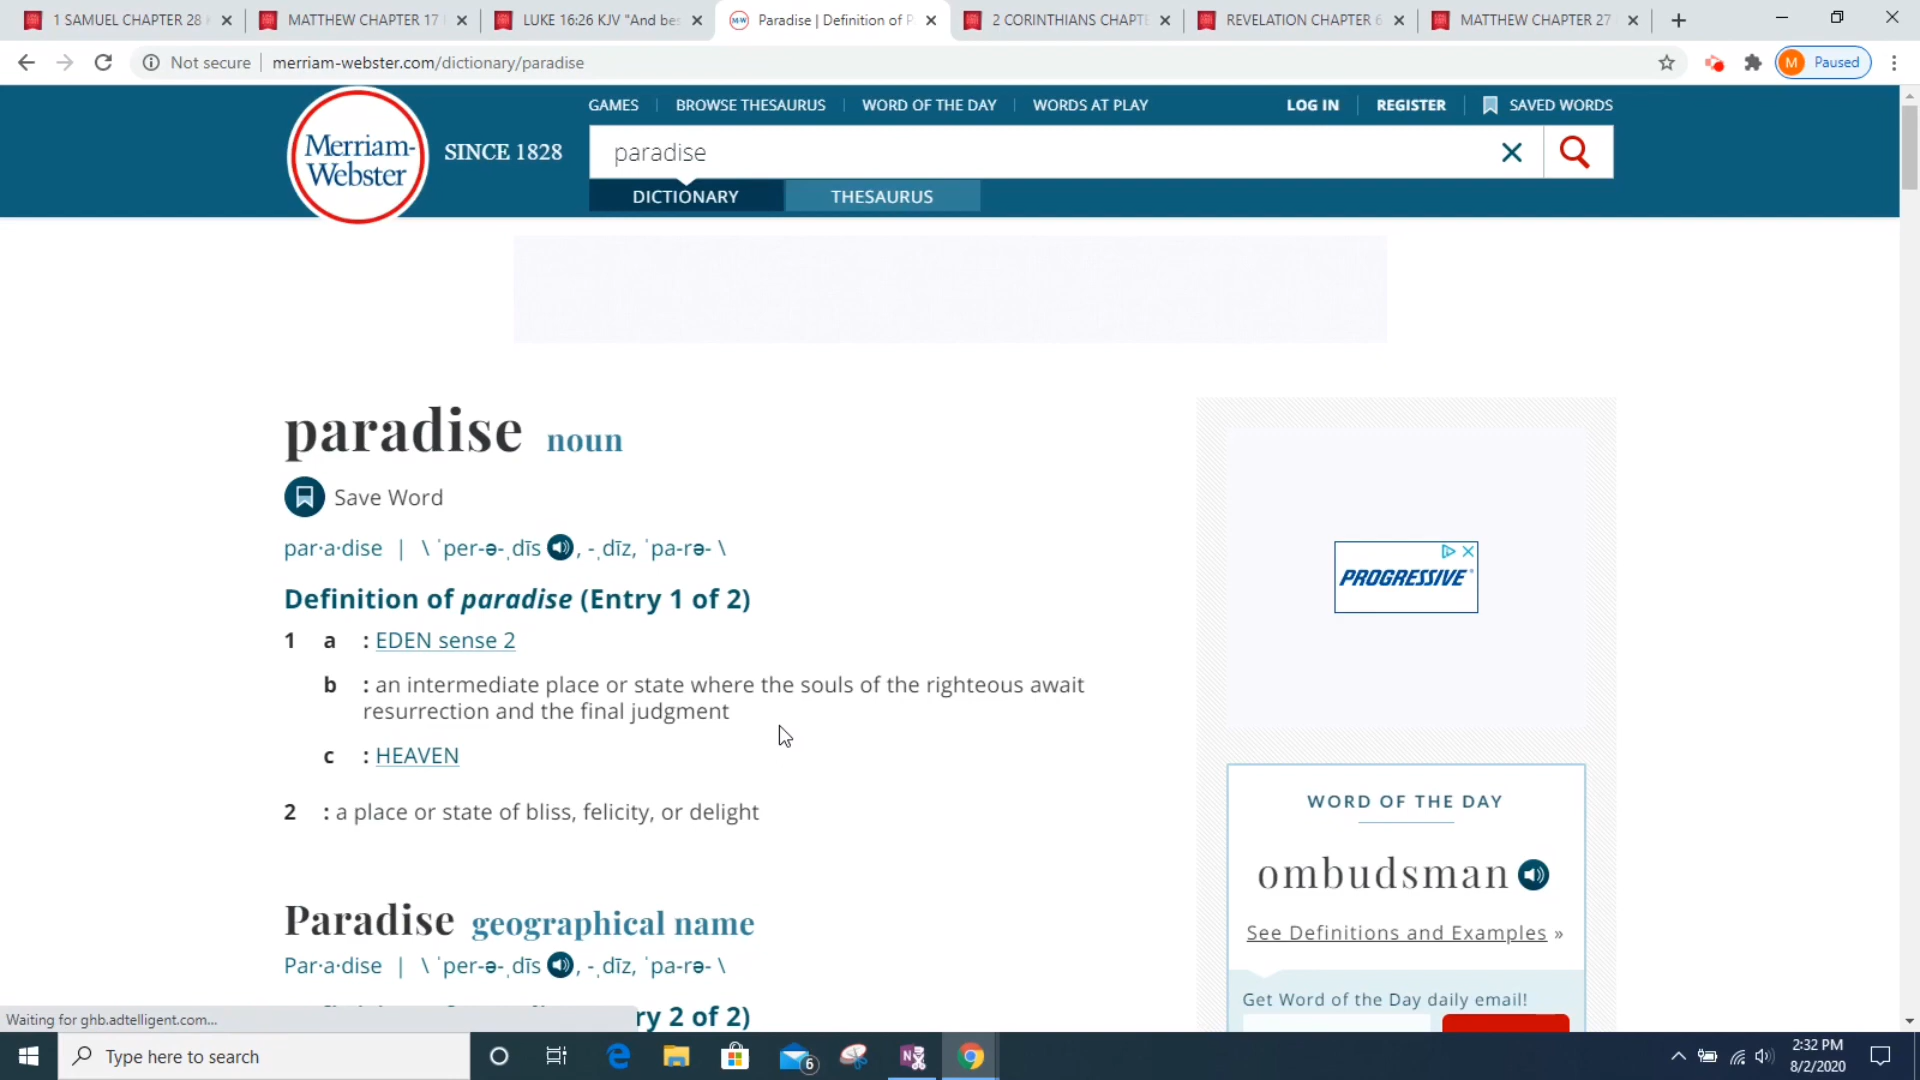 1 SAMUEL CHAPTER 28
MATTHEW CHAPTER 17
LUKE 16:26 KJV "And bes
Paradise | Definition of P
2 CORINTHIANS CHAPTE
REVELATION CHAPTER 6
MATTHEW CHAPTER 27
Not secure
merriam-webster.com/dictionary/paradise
M Paused
GAMES
BROWSE THESAURUS
WORD OF THE DAY
WORDS AT PLAY
LOG IN
REGISTER
SAVED WORDS
Merriam-
Webster
SINCE 1828
paradise
DICTIONARY
THESAURUS
paradise noun
Save Word
par·a·dise | \ ˈper-ə-ˌdīs , -ˌdīz, ˈpa-rə- \
Definition of paradise (Entry 1 of 2)
1 a : EDEN sense 2
b : an intermediate place or state where the souls of the righteous await
resurrection and the final judgment
c : HEAVEN
2 : a place or state of bliss, felicity, or delight
Paradise geographical name
Par·a·dise | \ ˈper-ə-ˌdīs , -ˌdīz, ˈpa-rə- \
ry 2 of 2)
PROGRESSIVE
WORD OF THE DAY
ombudsman
See Definitions and Examples »
Get Word of the Day daily email!
Waiting for ghb.adtelligent.com...
Type here to search
6
2:32 PM
8/2/2020